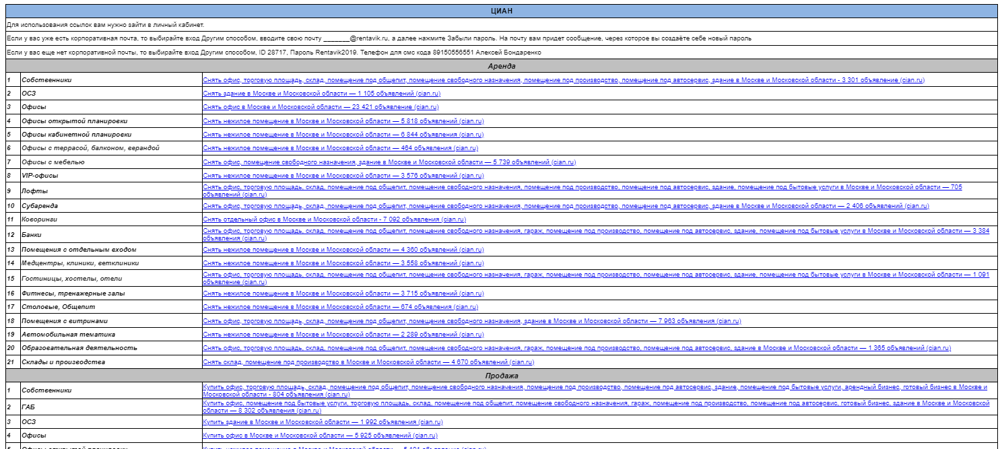 ЦИАН
Для использования ссылок вам нужно зайти в личный кабинет.
Если у вас уже есть корпоративная почта, то выбирайте вход Другим способом, вводите свою почту _______@rentavik.ru, а далее нажмите Забыли пароль. На почту вам придет сообщение, через которое вы создаёте себе новый пароль
Если у вас еще нет корпоративной почты, то выбирайте вход Другим способом, ID 28717, Пароль Rentavik2019. Телефон для смс кода 89150556551 Алексей Бондаренко
Аренда
1 Собственники Снять офис, торговую площадь, склад, помещение под общепит, помещение свободного назначения, помещение под производство, помещение под автосервис, здание в Москве и Московской области - 3 301 объявление (cian.ru)
2 ОСЗ Снять здание в Москве и Московской области — 1 105 объявлений (cian.ru)
3 Офисы Снять офис в Москве и Московской области — 23 421 объявление (cian.ru)
4 Офисы открытой планировки Снять нежилое помещение в Москве и Московской области — 5 818 объявлений (cian.ru)
5 Офисы кабинетной планировки Снять нежилое помещение в Москве и Московской области — 6 844 объявления (cian.ru)
6 Офисы с террасой, балконом, верандой Снять нежилое помещение в Москве и Московской области — 464 объявления (cian.ru)
7 Офисы с мебелью Снять офис, помещение свободного назначения, здание в Москве и Московской области — 5 739 объявлений (cian.ru)
8 VIP-офисы Снять нежилое помещение в Москве и Московской области — 3 576 объявлений (cian.ru)
9 Лофты Снять офис, торговую площадь, склад, помещение под общепит, помещение свободного назначения, помещение под производство, помещение под автосервис, здание, помещение под бытовые услуги в Москве и Московской области — 705
объявлений (cian.ru)
10 Субаренда Снять офис, торговую площадь, склад, помещение под общепит, помещение свободного назначения, помещение под производство, помещение под автосервис, здание в Москве и Московской области — 2 406 объявлений (cian.ru)
11 Коворинги Снять отдельный офис в Москве и Московской области - 7 092 объявления (cian.ru)
12 Банки Снять офис, торговую площадь, склад, помещение под общепит, помещение свободного назначения, гараж, помещение под производство, помещение под автосервис, здание, помещение под бытовые услуги в Москве и Московской области — 3 384
объявления (cian.ru)
13 Помещения с отдельным входом Снять нежилое помещение в Москве и Московской области — 4 360 объявлений (cian.ru)
14 Медцентры, клиники, ветклиники Снять нежилое помещение в Москве и Московской области — 3 558 объявлений (cian.ru)
15 Гостиницы, хостелы, отели Снять офис, торговую площадь, склад, помещение под общепит, помещение свободного назначения, гараж, помещение под производство, помещение под автосервис, здание, помещение под бытовые услуги в Москве и Московской области — 1 091
объявление (cian.ru)
16 Фитнесы, тренажерные залы Снять нежилое помещение в Москве и Московской области — 3 715 объявлений (cian.ru)
17 Столовые, Общепит Снять нежилое помещение в Москве и Московской области — 674 объявления (cian.ru)
18 Помещения с витринами Снять офис, торговую площадь, склад, помещение под общепит, помещение свободного назначения, здание в Москве и Московской области — 7 963 объявления (cian.ru)
19 Автомобильная тематика Снять нежилое помещение в Москве и Московской области — 2 289 объявлений (cian.ru)
20 Образовательная деятельность Снять офис, торговую площадь, склад, помещение под общепит, помещение свободного назначения, гараж, помещение под производство, помещение под автосервис, здание в Москве и Московской области — 1 365 объявлений (cian.ru)
21 Склады и производства Снять склад, помещение под производство в Москве и Московской области — 4 670 объявлений (cian.ru)
Продажа
1 Собственники Купить офис, торговую площадь, склад, помещение под общепит, помещение свободного назначения, помещение под производство, помещение под автосервис, здание, помещение под бытовые услуги, арендный бизнес, готовый бизнес в Москве и
Московской области - 804 объявления (cian.ru)
2 ГАБ Купить офис, помещение под бытовые услуги, торговую площадь, склад, помещение под общепит, помещение свободного назначения, гараж, помещение под производство, помещение под автосервис, готовый бизнес, здание в Москве и Московской
области — 8 302 объявления (cian.ru)
3 ОСЗ Купить здание в Москве и Московской области — 1 992 объявления (cian.ru)
4 Офисы Купить офис в Москве и Московской области — 5 925 объявлений (cian.ru)